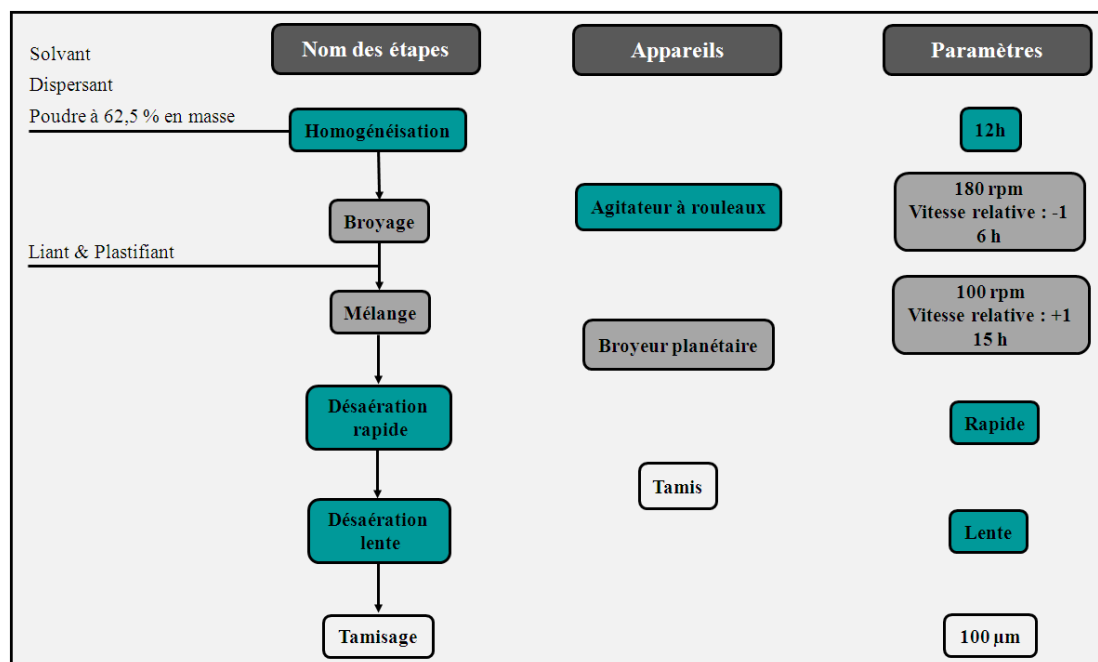 Nom des étapes
Appareils
Paramètres
Solvant
Dispersant
Poudre à 62,5 % en masse
Homogénéisation
12h
Agitateur à rouleaux
180 rpm
Vitesse relative : -1
6 h
Broyage
Liant & Plastifiant
100 rpm
Vitesse relative : +1
15 h
Mélange
Broyeur planétaire
Désaération
rapide
Rapide
Tamis
Désaération
lente
Lente
Tamisage
100 µm